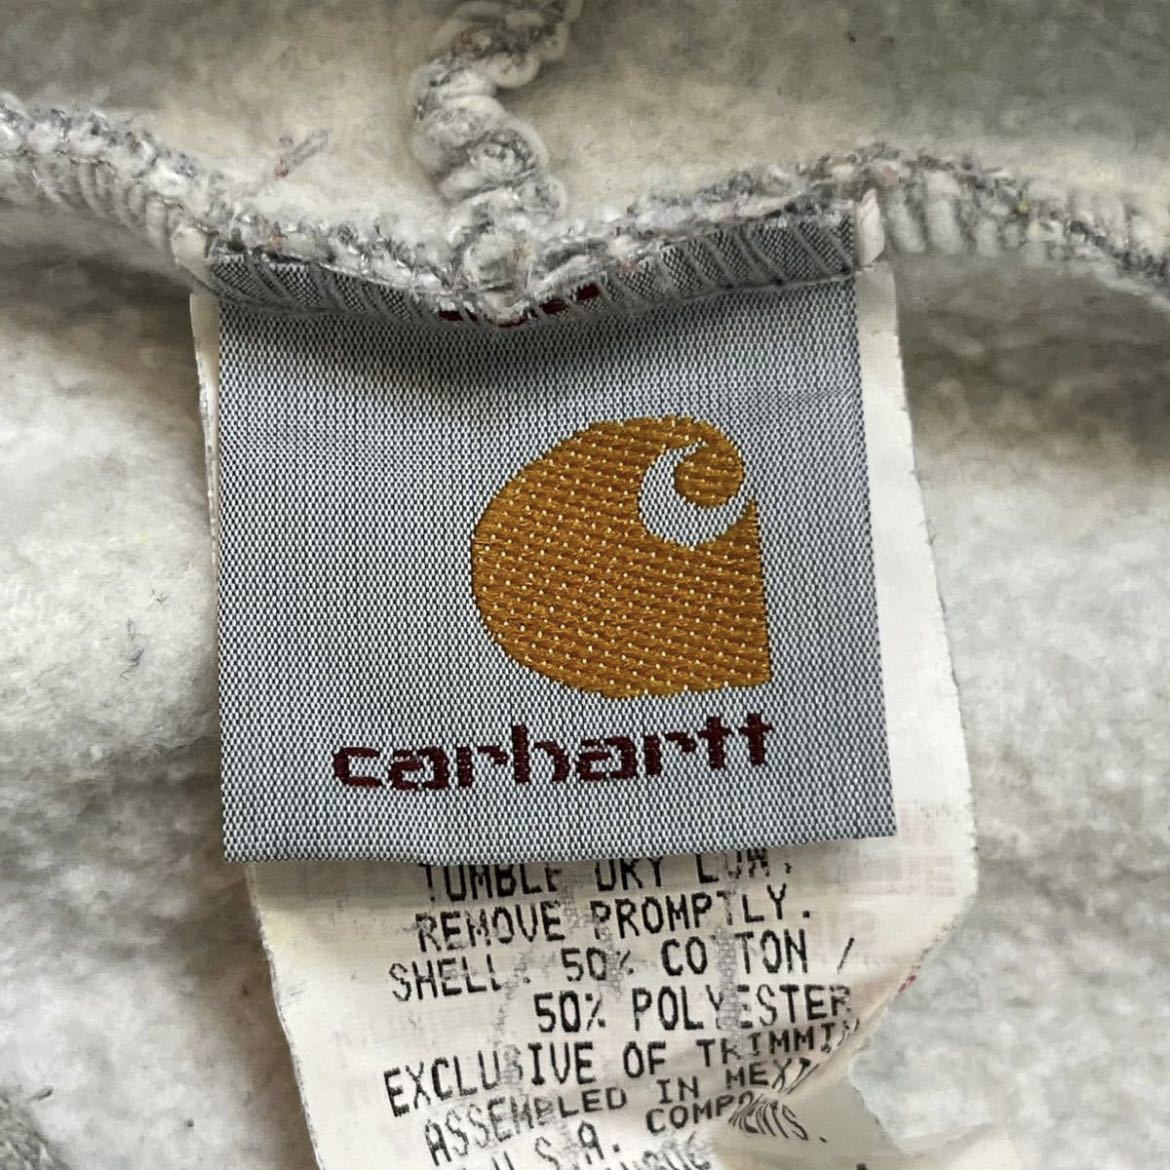 carhartt
TUMBLE DRY LOW.
REMOVE PROMPTLY.
SHELL: 50% COTTON /
50% POLYESTER
EXCLUSIVE OF TRIMMIN
ASSEMBLED IN MEXI
U.S.A. COMPONENTS.